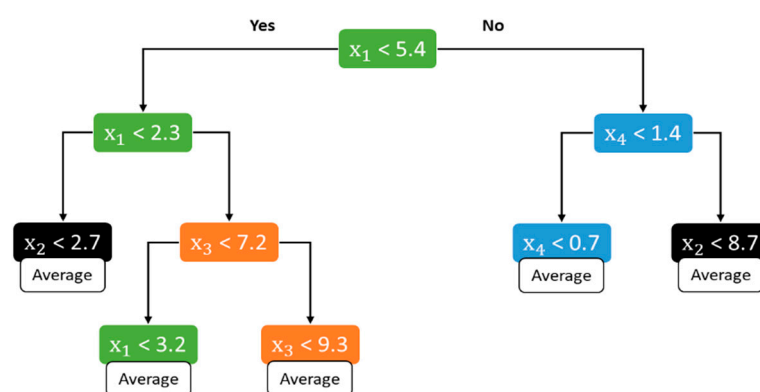 Yes
No
x₁ < 5.4
x₁ < 2.3
x₄ < 1.4
x₂ < 2.7
x₃ < 7.2
x₄ < 0.7
x₂ < 8.7
Average
Average
Average
x₁ < 3.2
x₃ < 9.3
Average
Average